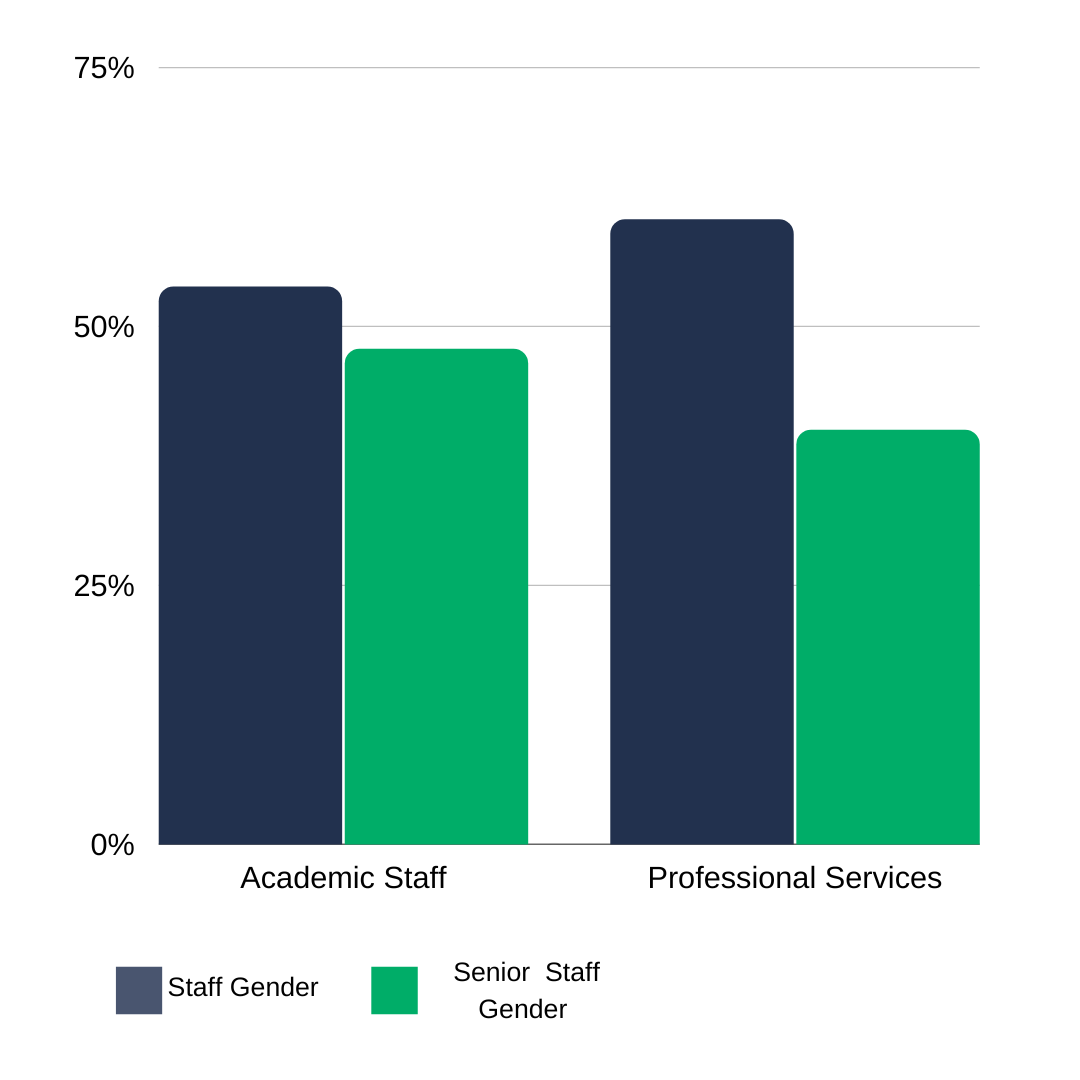 75%
50%
25%
0%
Academic Staff
Professional Services
Staff Gender
Senior  Staff
Gender